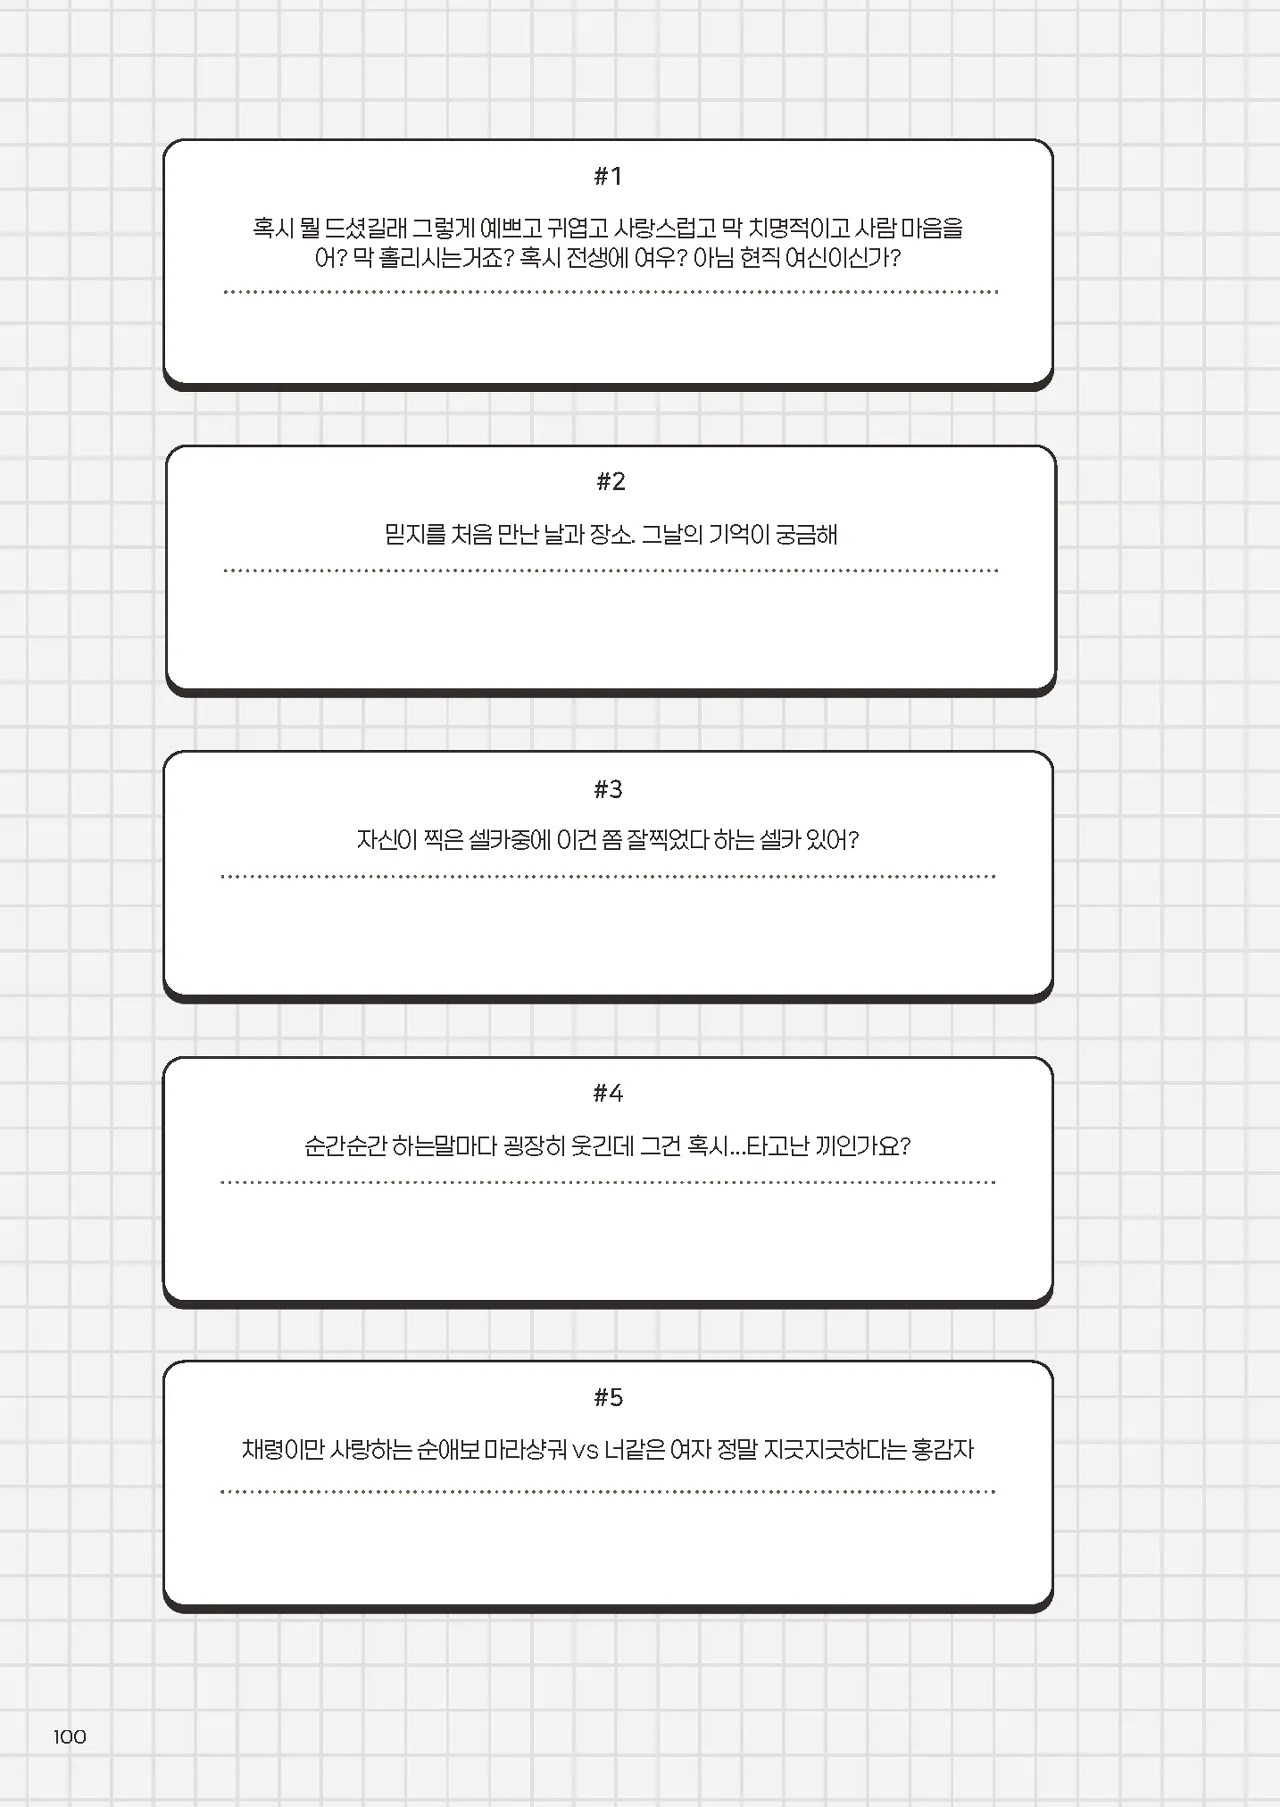 #1
혹시 뭘 드셨길래 그렇게 예쁘고 귀엽고 사랑스럽고 막 치명적이고 사람 마음을
어? 막 홀리시는거죠? 혹시 전생에 여우? 아님 현직 여신이신가?
#2
믿지를 처음 만난 날과 장소. 그날의 기억이 궁금해
#3
자신이 찍은 셀카중에 이건 쫌 잘찍었다 하는 셀카 있어?
#4
순간순간 하는말마다 굉장히 웃긴데 그건 혹시...타고난 끼인가요?
#5
채령이만 사랑하는 순애보 마라샹궈 vs 너같은 여자 정말 지긋지긋하다는 홍감자
100